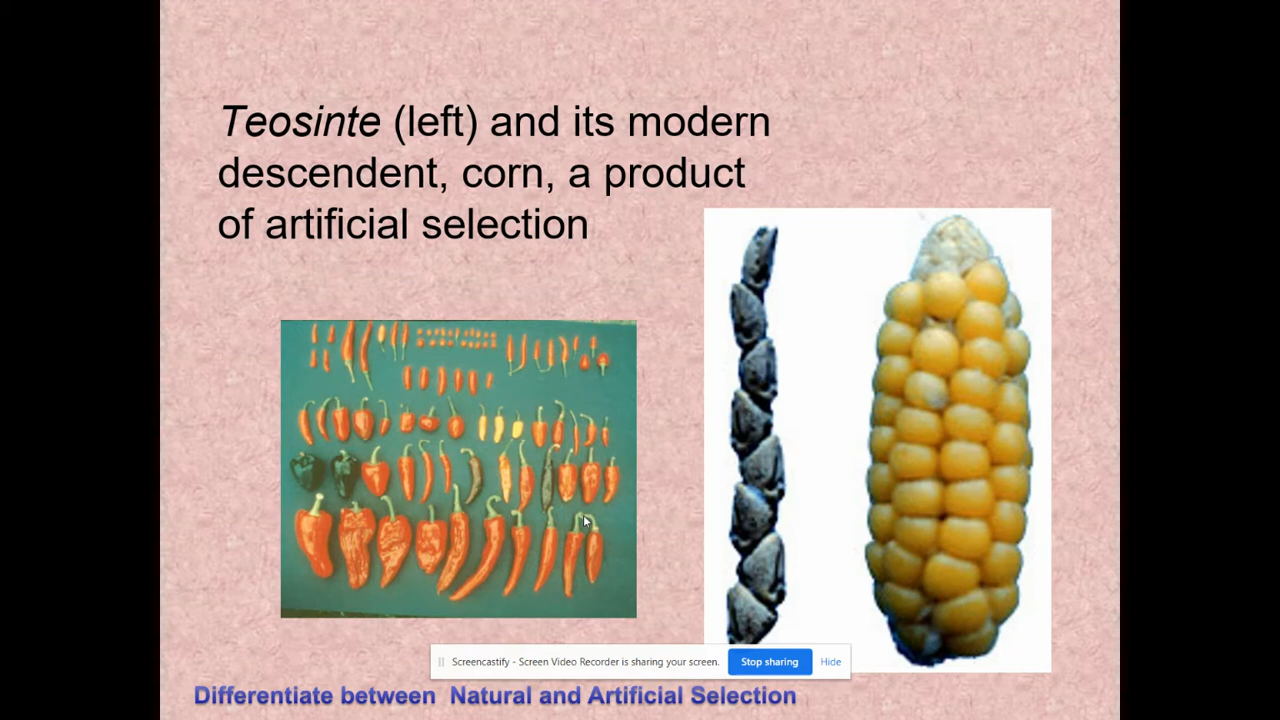 Teosinte (left) and its modern
descendent, corn, a product
of artificial selection
Screencastify - Screen Video Recorder is sharing your screen. Stop sharing Hide
Differentiate between Natural and Artificial Selection